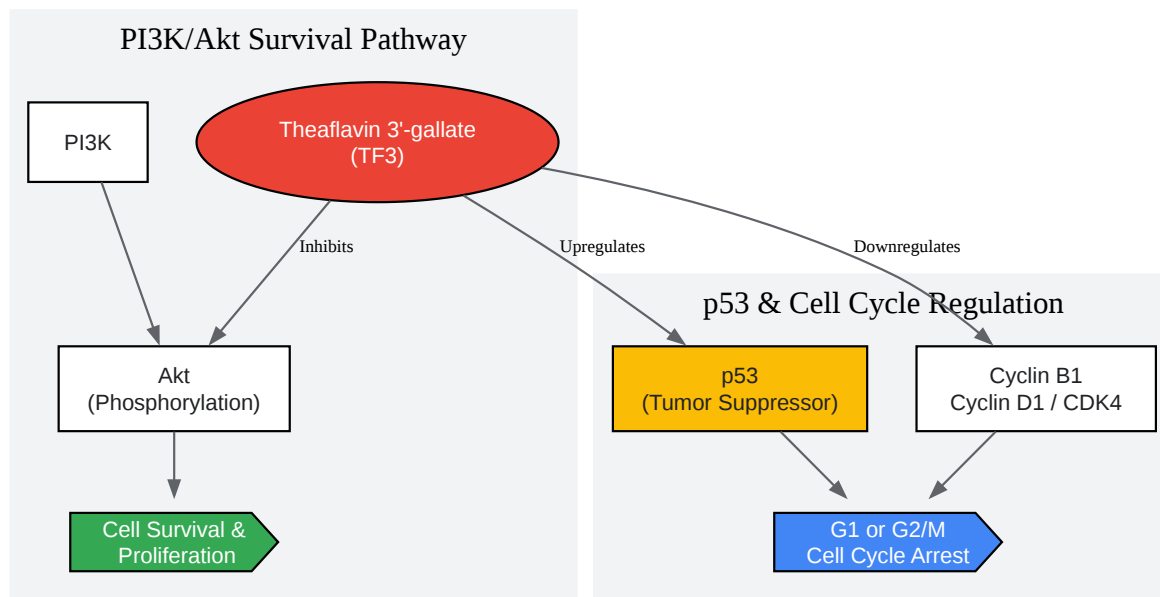 PI3K/Akt Survival Pathway
PI3K
Theaflavin 3'-gallate
(TF3)
Inhibits
Upregulates
Downregulates
p53 & Cell Cycle Regulation
Akt
(Phosphorylation)
p53
(Tumor Suppressor)
Cyclin B1
Cyclin D1 / CDK4
Cell Survival &
Proliferation
G1 or G2/M
Cell Cycle Arrest